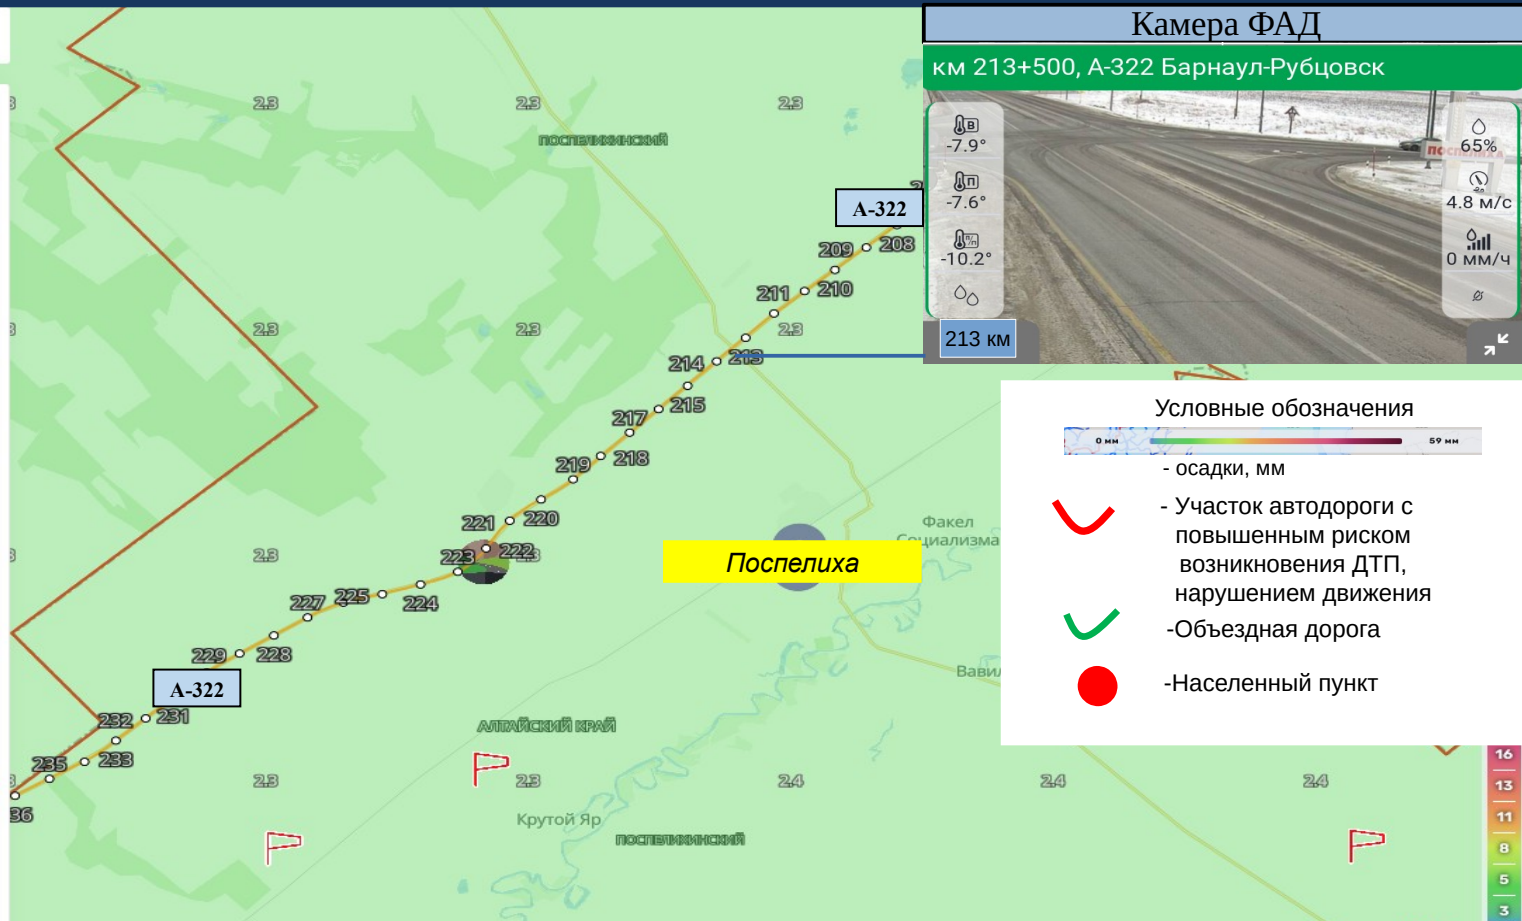 Камера ФАД
км 213+500, А-322 Барнаул-Рубцовск
-7.9°
-7.6°
-10.2°
65%
4.8 м/с
0 мм/ч
ПОСПЕЛИХА
213 км
2.3
2.3
2.3
ПОСПЕЛИХИНСКИЙ
А-322
209
208
211
210
2.3
2.3
2.3
213
214
215
217
218
219
220
221
222
223
2.3
2.3
224
225
227
228
229
А-322
231
232
233
235
36
Поспелиха
Факел
Социализма
АЛТАЙСКИЙ КРАЙ
2.3
2.3
2.4
2.4
2.4
Крутой Яр
ПОСПЕЛИХИНСКИЙ
Условные обозначения
0 мм
59 мм
- осадки, мм
- Участок автодороги с
повышенным риском
возникновения ДТП,
нарушением движения
-Объездная дорога
-Населенный пункт
16
13
11
8
5
3